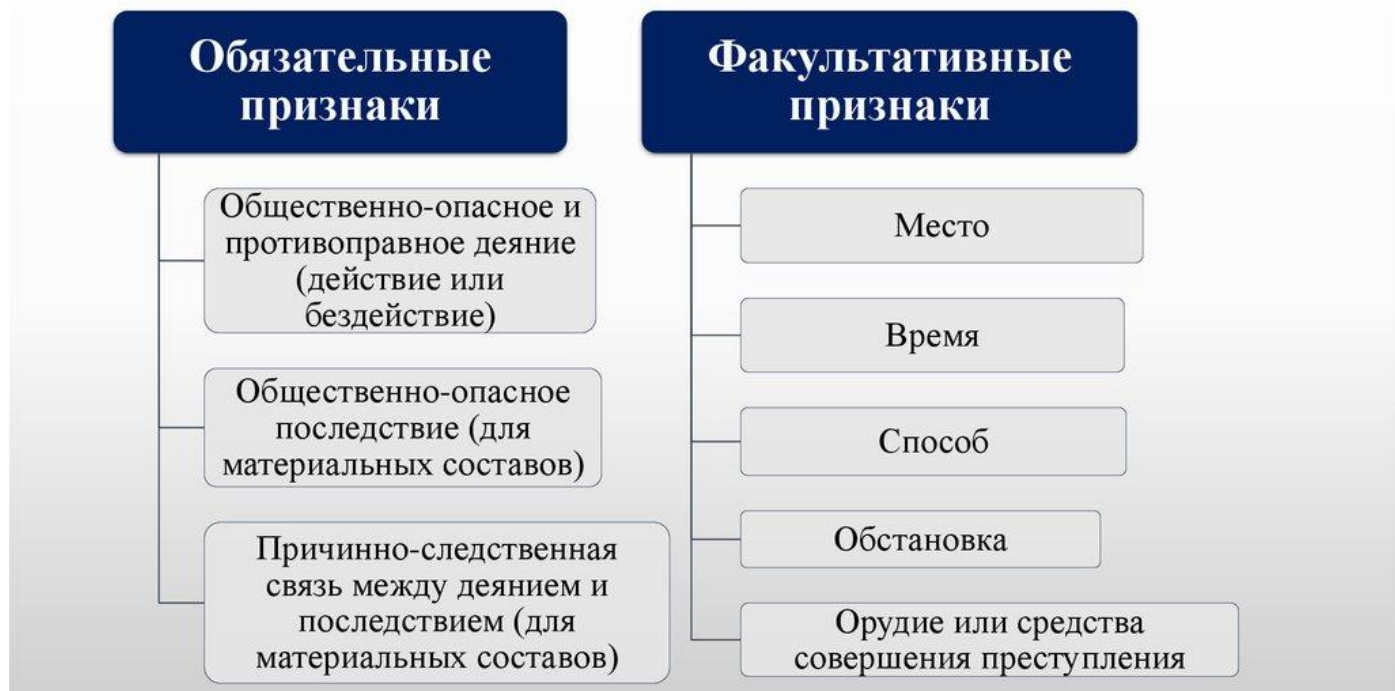 Обязательные
признаки
Общественно-опасное и
противоправное деяние
(действие или
бездействие)
Общественно-опасное
последствие (для
материальных составов)
Причинно-следственная
связь между деянием и
последствием (для
материальных составов)
Факультативные
признаки
Место
Время
Способ
Обстановка
Орудие или средства
совершения преступления